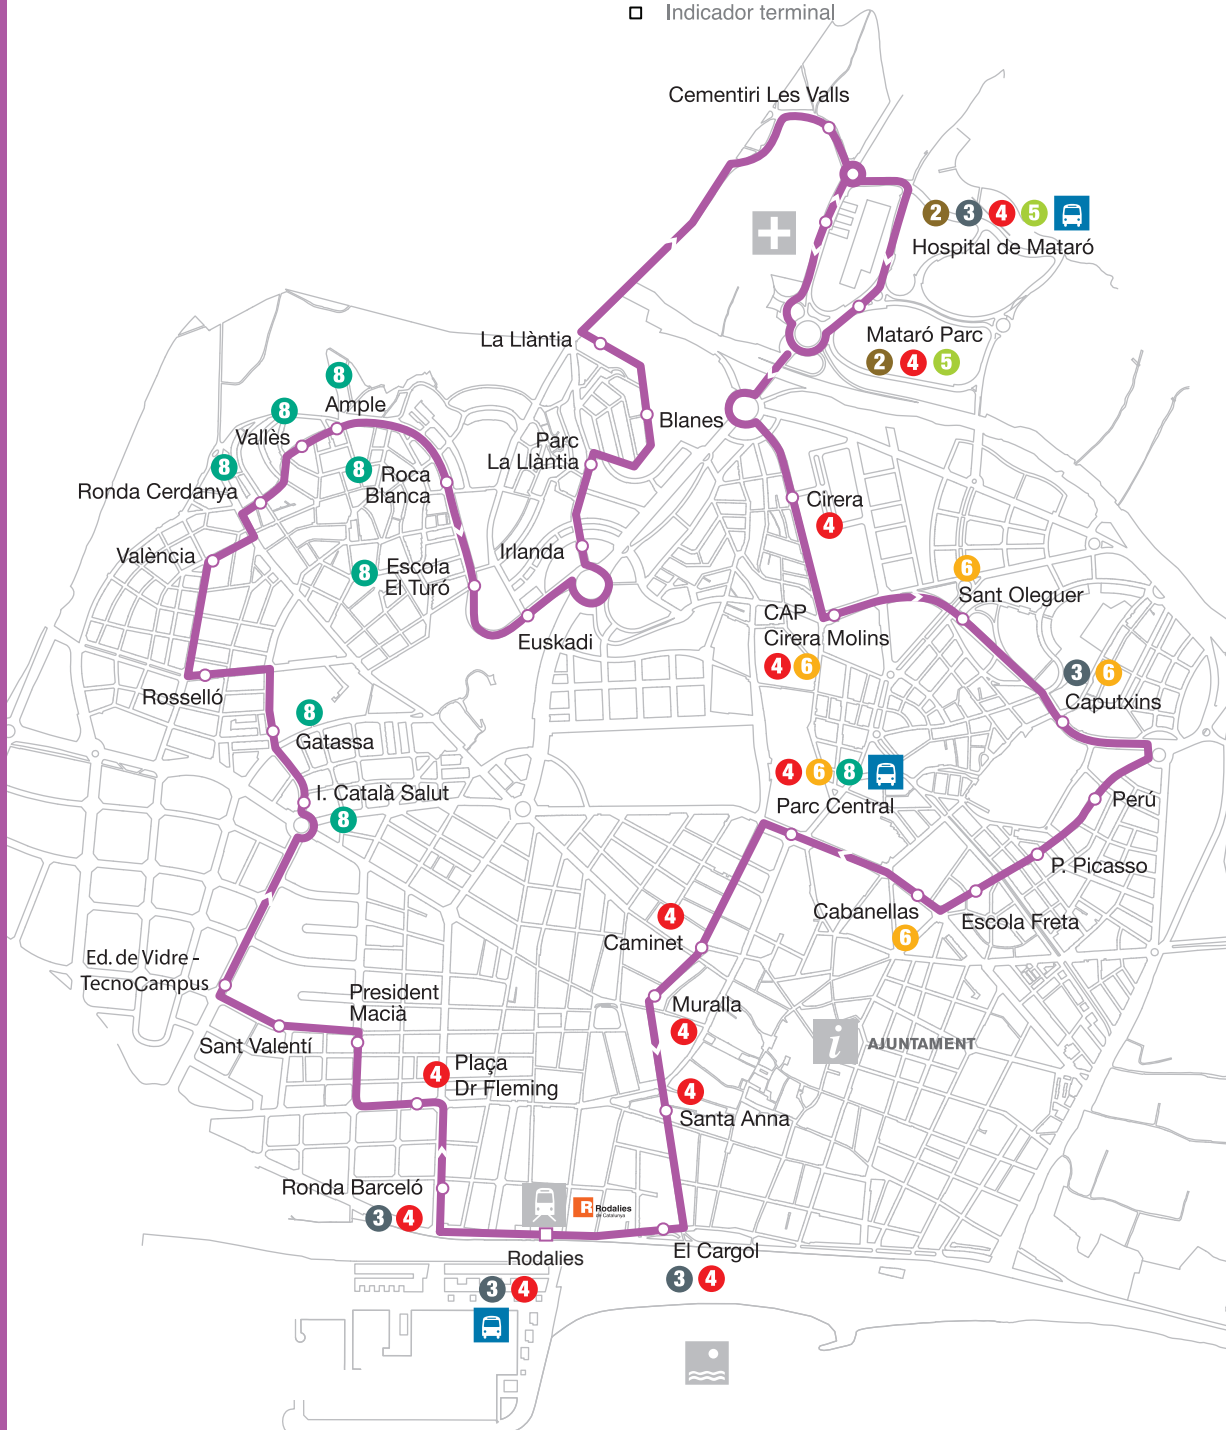 Indicador terminal
Cementiri Les Valls
2 3 4 5
Hospital de Mataró
La Llàntia
Mataró Parc
2 4 5
8
Ample
8
Vallès
Blanes
Parc
La Llàntia
8
Ronda Cerdanya
8
Roca
Blanca
Cirera
4
València
Irlanda
8
Escola
El Turó
6
Sant Oleguer
CAP
Cirera Molins
4 6
Euskadi
3 6
Caputxins
Rosselló
8
Gatassa
4 6 8
Parc Central
I. Català Salut
8
Perú
P. Picasso
Cabanellas
6
Escola Freta
4
Caminet
Ed. de Vidre -
TecnoCampus
President
Macià
Muralla
4
Sant Valentí
i AJUNTAMENT
4
Plaça
Dr Fleming
4
Santa Anna
Ronda Barceló
3 4
R Rodalies
de Catalunya
Rodalies
3 4
El Cargol
3 4